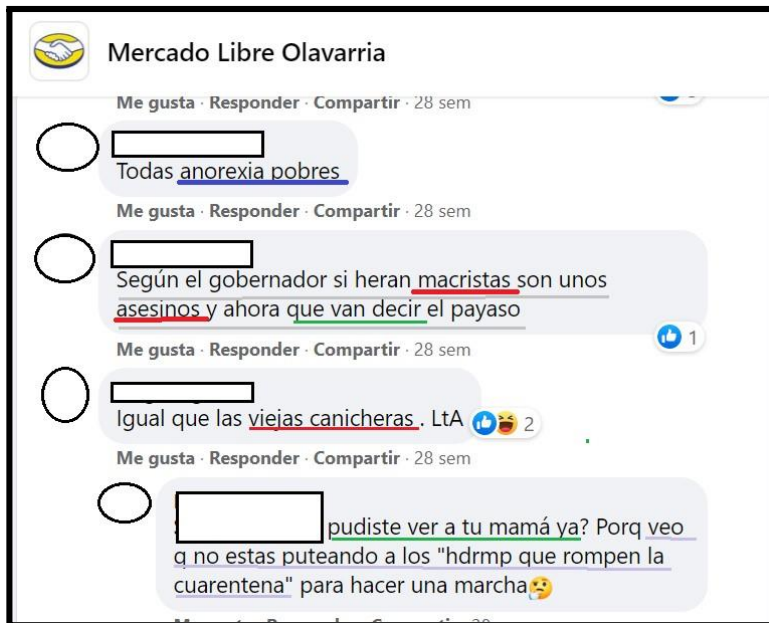 Mercado Libre Olavarria
Me gusta · Responder · Compartir · 28 sem
Todas anorexia pobres
Me gusta · Responder · Compartir · 28 sem
Según el gobernador si heran macristas son unos
asesinos y ahora que van decir el payaso
1
Me gusta · Responder · Compartir · 28 sem
Igual que las viejas canicheras . LtA 2
Me gusta · Responder · Compartir · 28 sem
pudiste ver a tu mamá ya? Porq veo
q no estas puteando a los "hdrmp que rompen la
cuarentena" para hacer una marcha🤔